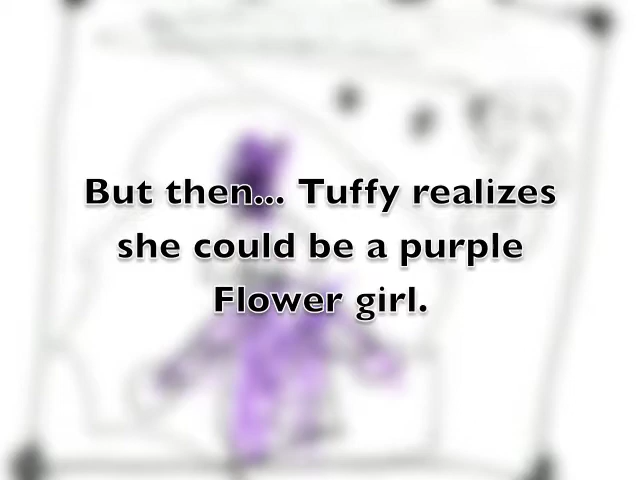 But then... Tuffy realizes
she could be a purple
Flower girl.